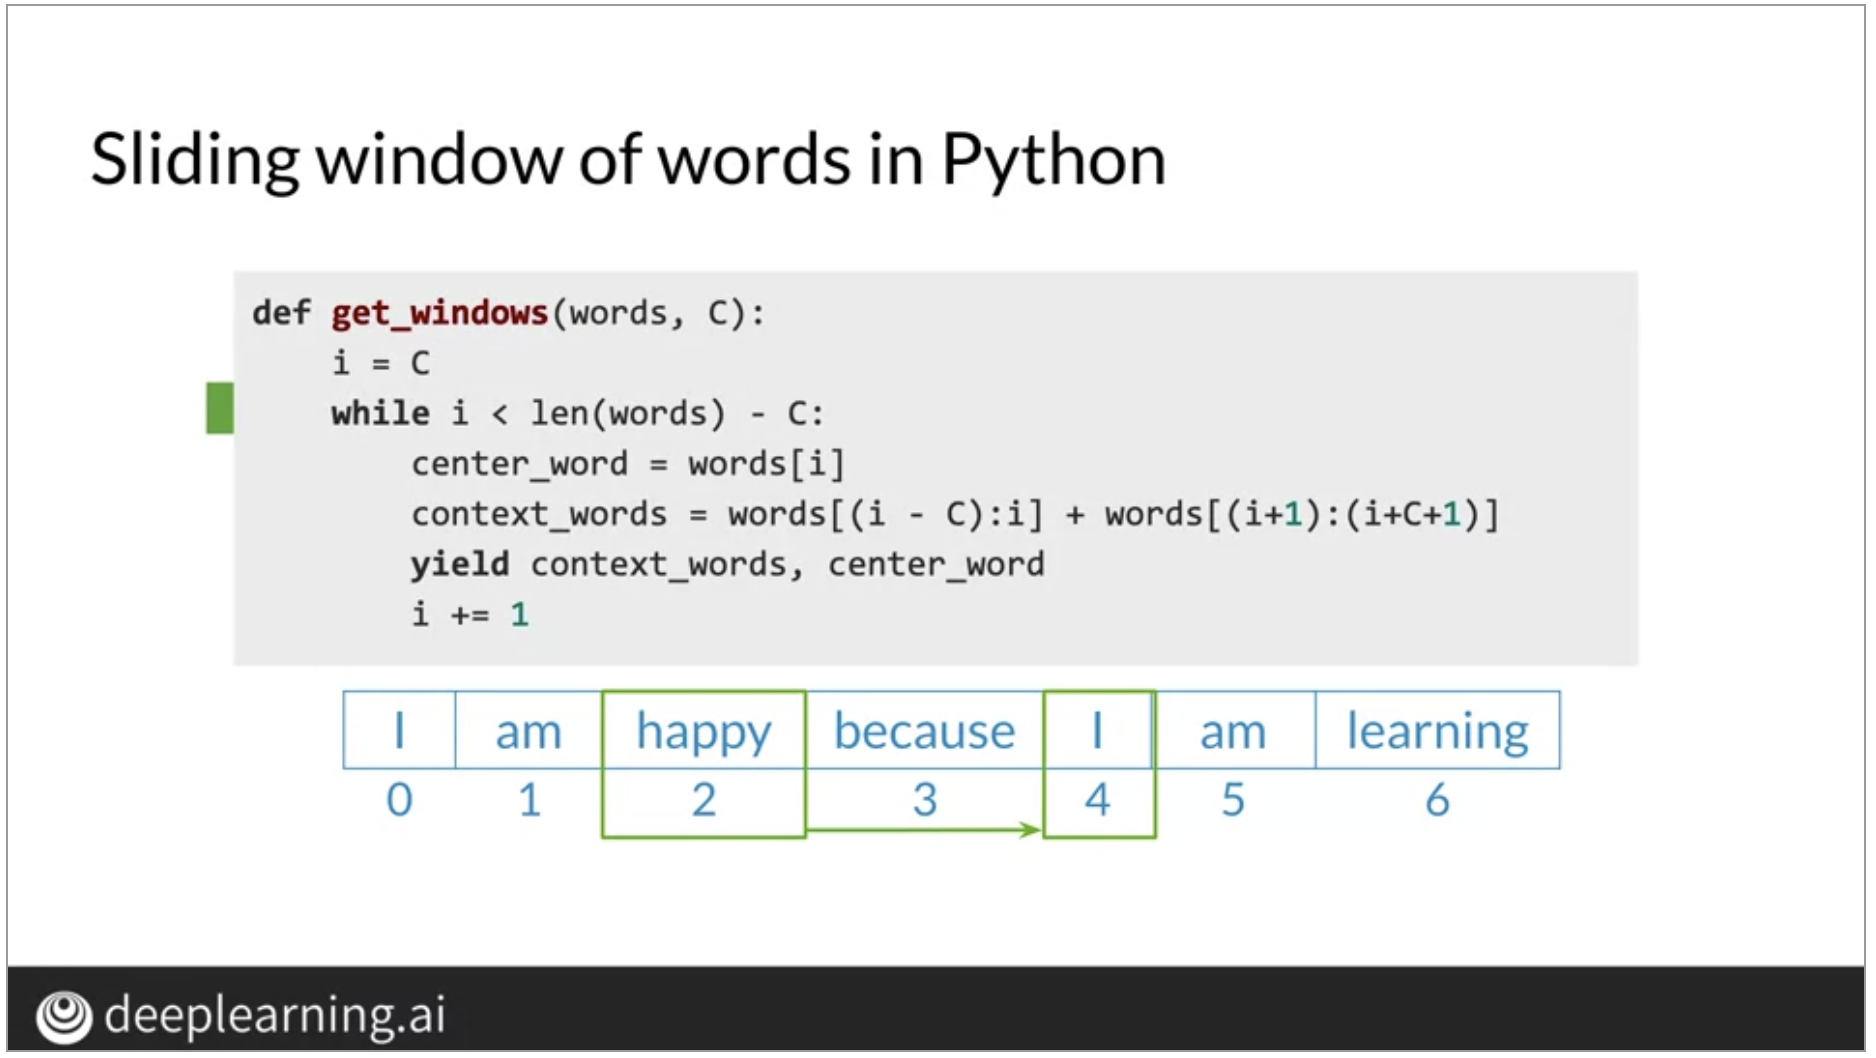 Sliding window of words in Python
def get_windows(words, C):
    i = C
    while i < len(words) - C:
        center_word = words[i]
        context_words = words[(i - C):i] + words[(i+1):(i+C+1)]
        yield context_words, center_word
        i += 1
I am happy because I am learning
0 1 2 3 4 5 6
deeplearning.ai